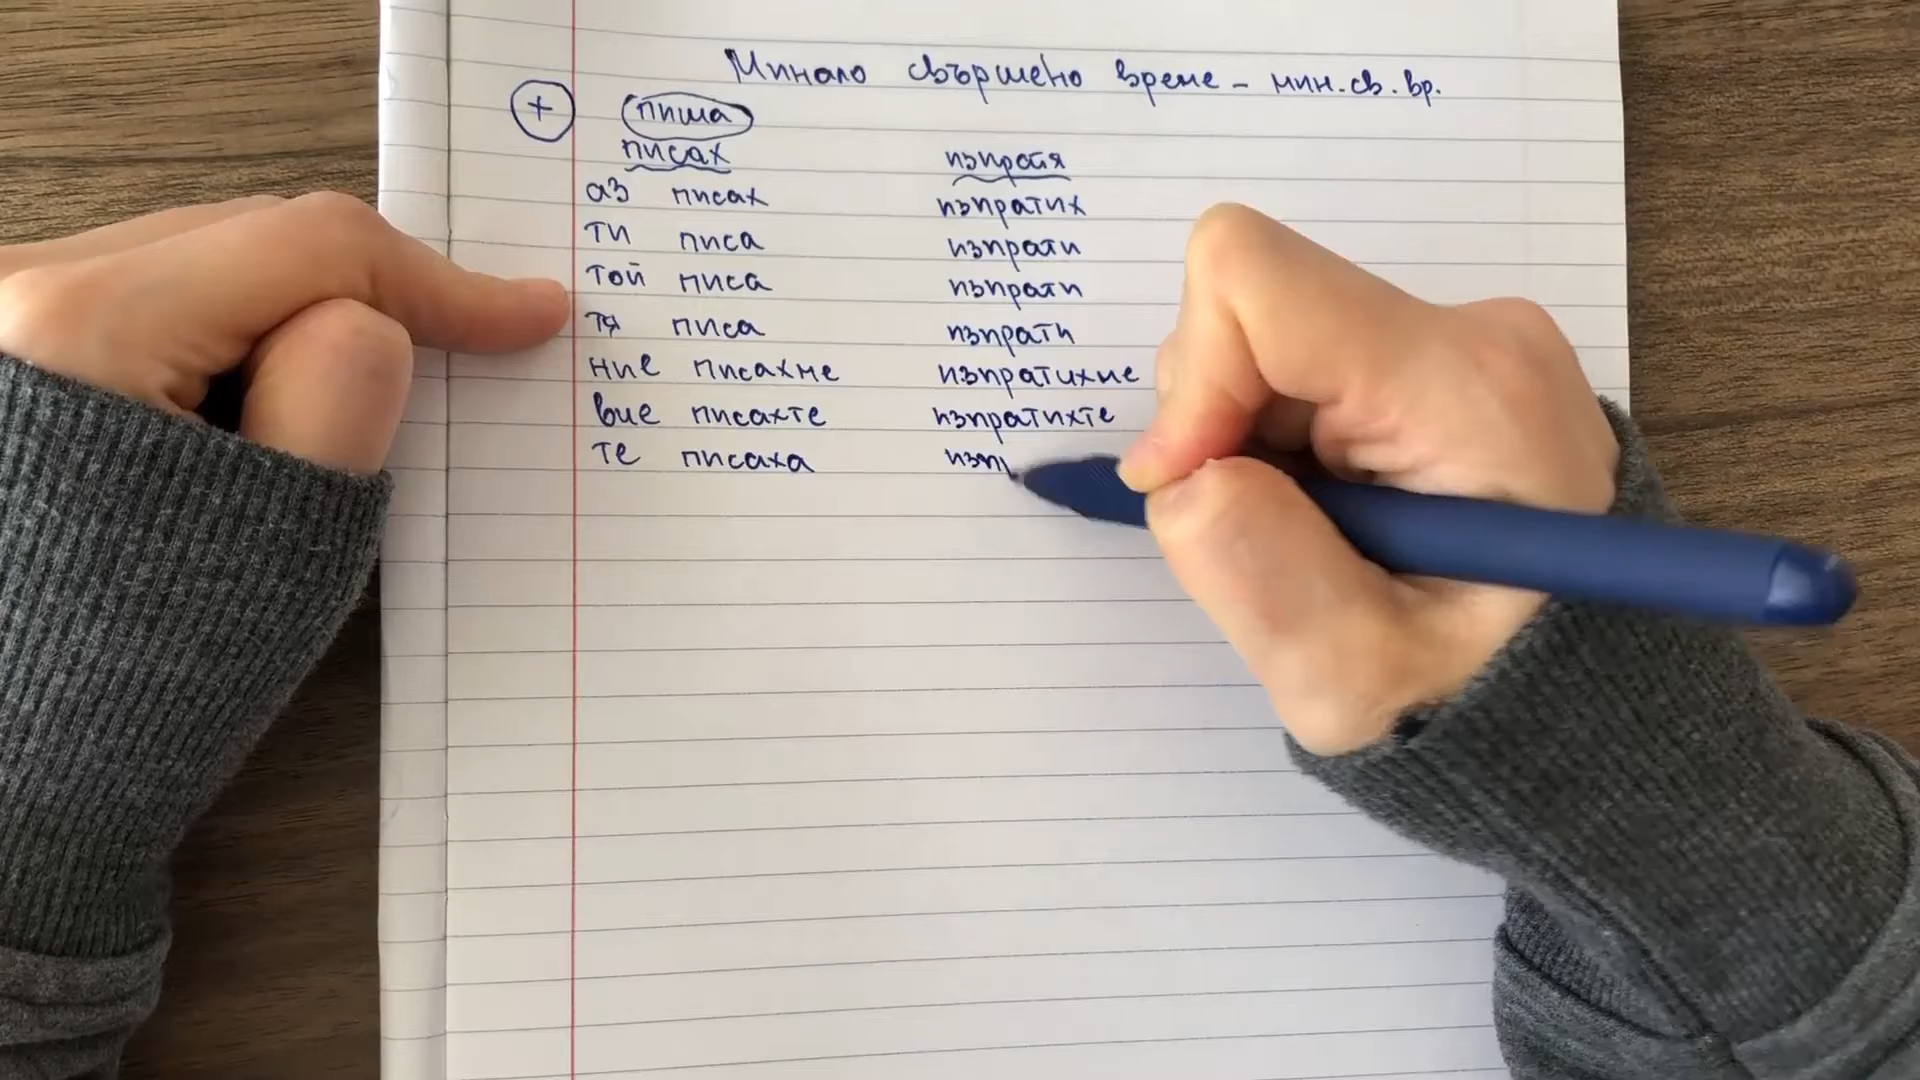 Минало свършено време - мин. св. вр.
+ пиша
писах изпратя
аз писах изпратих
ти писа изпрати
той писа изпрати
тя писа изпрати
ние писахме изпратихме
вие писахте изпратихте
те писаха изп